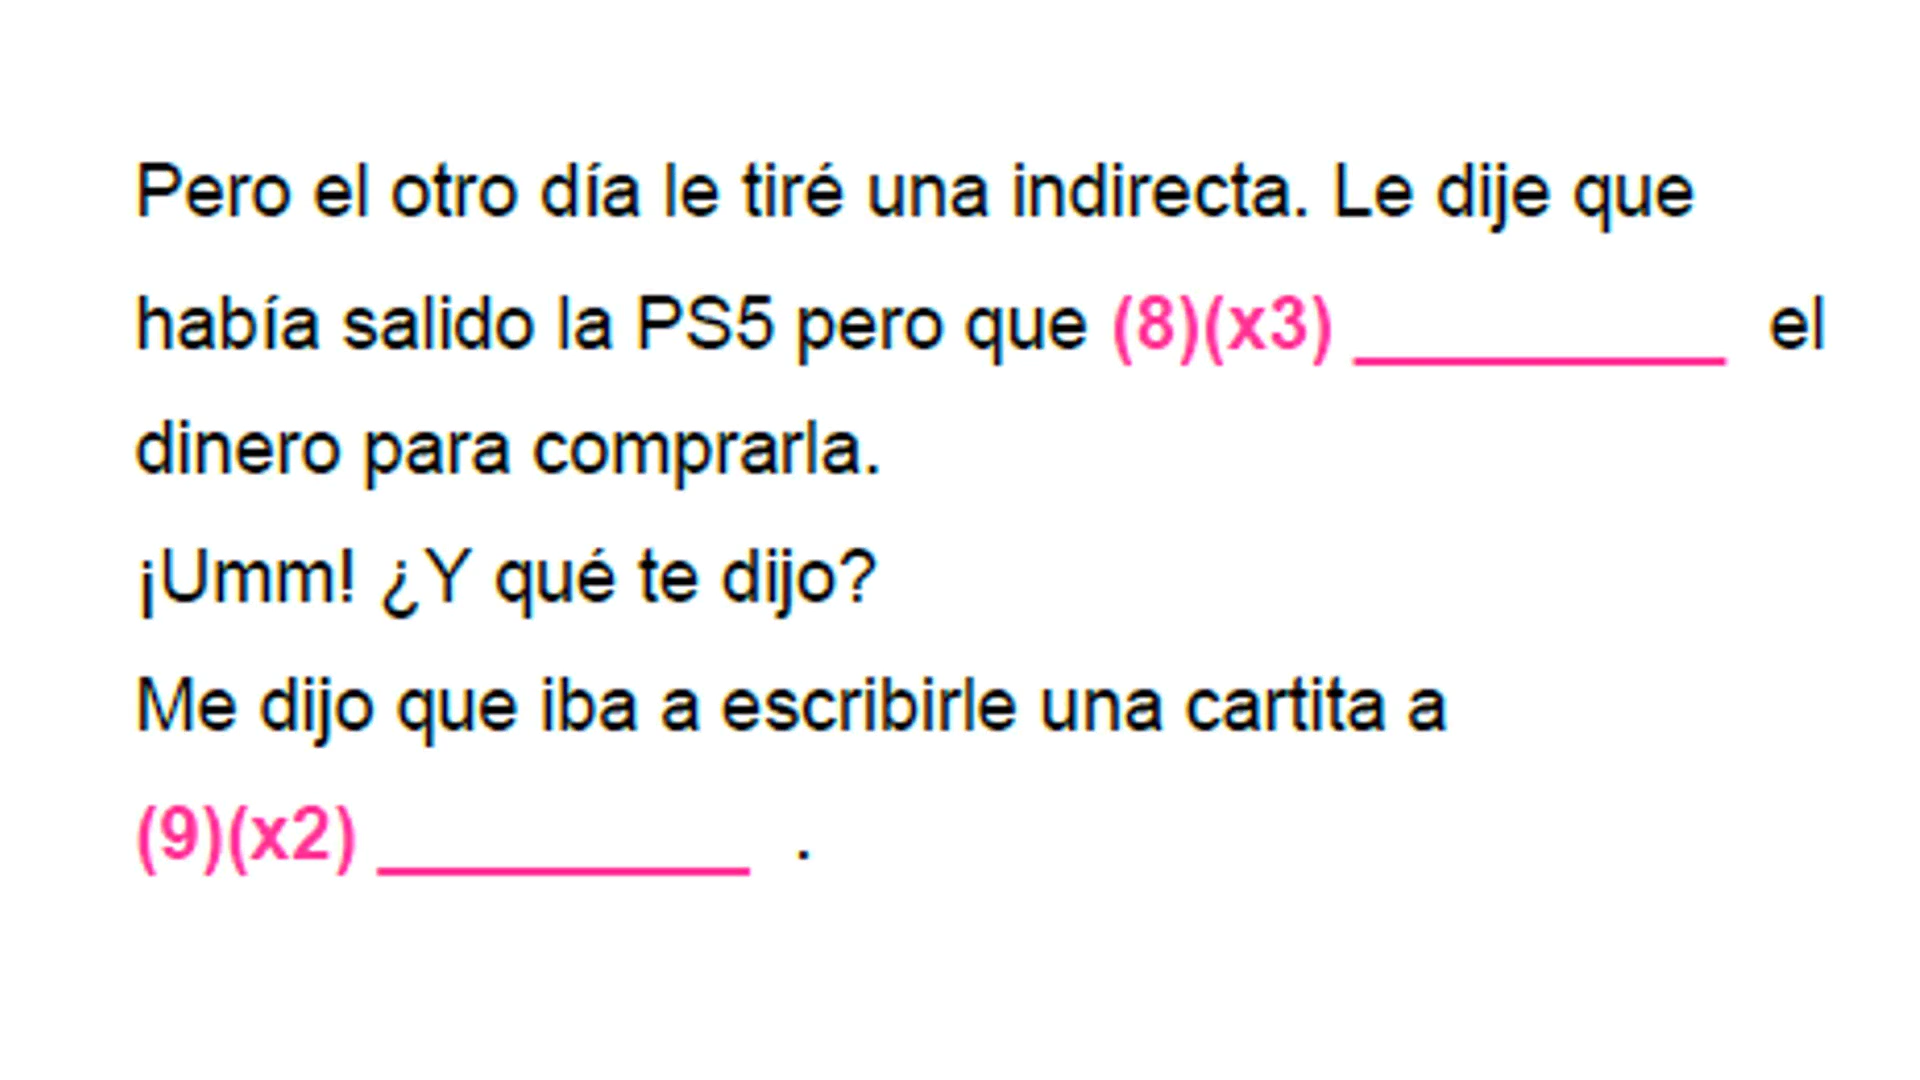 Pero el otro día le tiré una indirecta. Le dije que
había salido la PS5 pero que (8)(x3) __________ el
dinero para comprarla.
¡Umm! ¿Y qué te dijo?
Me dijo que iba a escribirle una cartita a
(9)(x2) __________ .